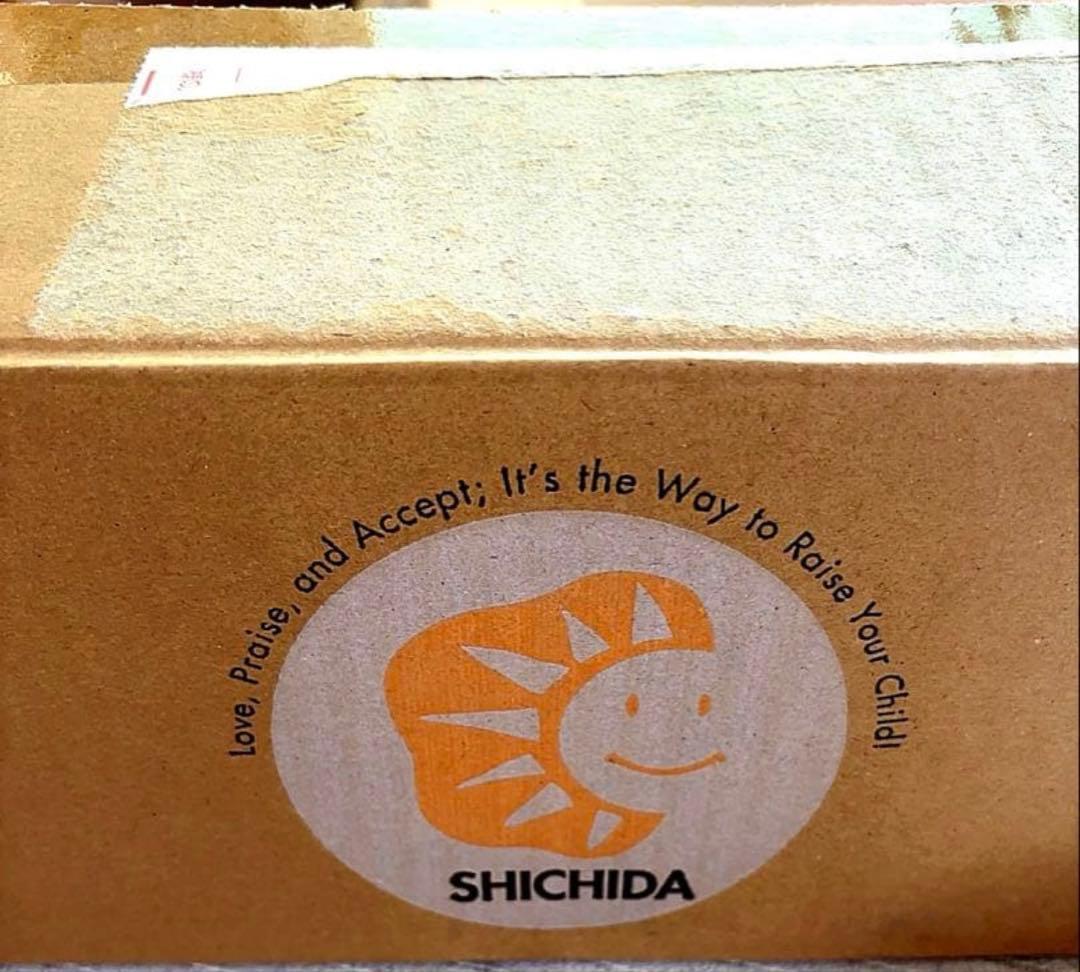 Love, Praise, and Accept; It's the Way to Raise Your Child!
SHICHIDA